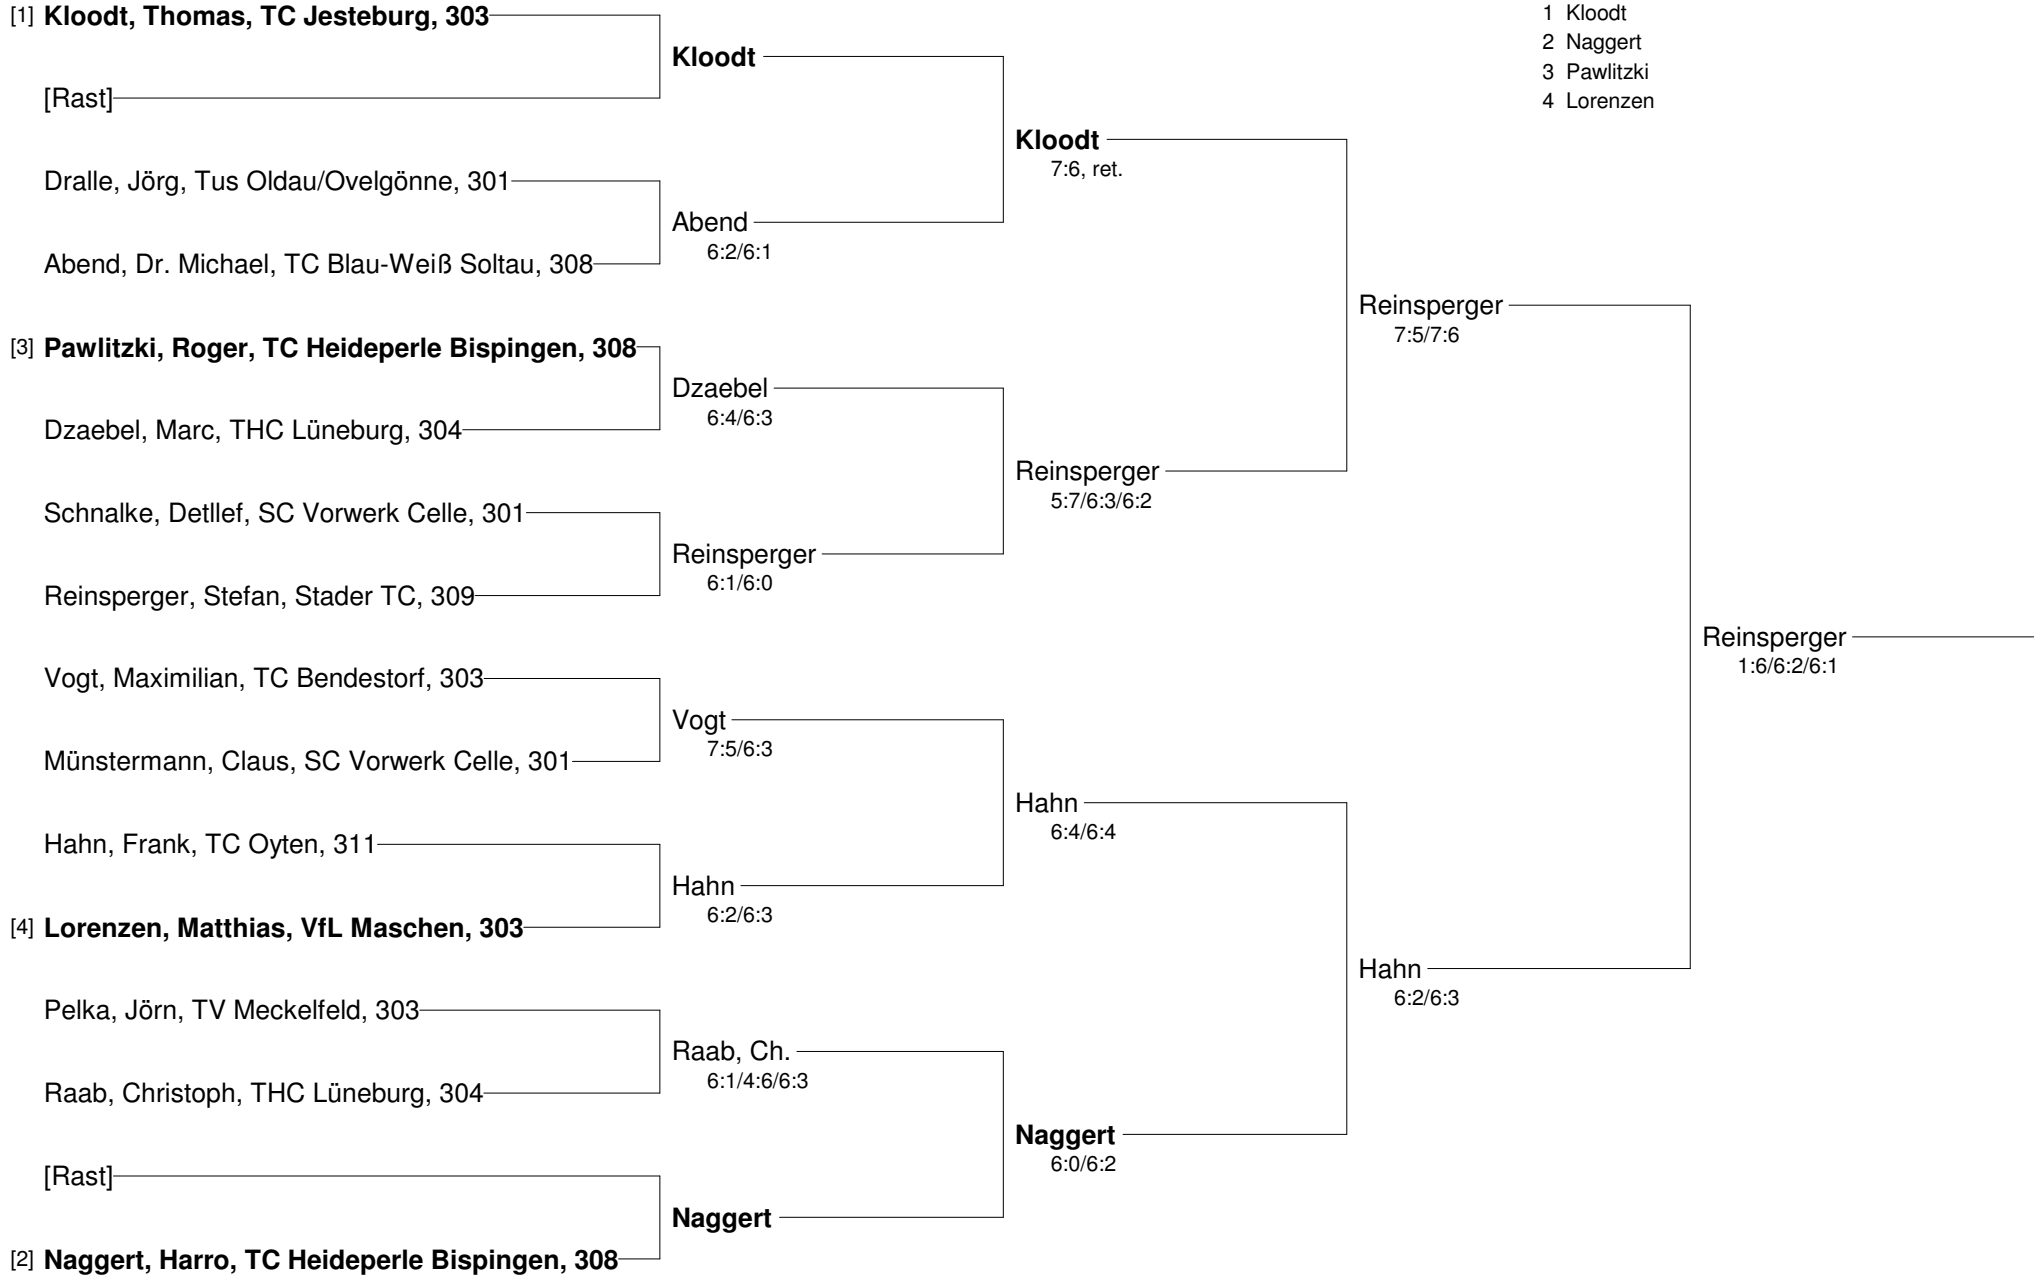 [1] Kloodt, Thomas, TC Jesteburg, 303
[Rast]
Dralle, Jörg, Tus Oldau/Ovelgönne, 301
Abend, Dr. Michael, TC Blau-Weiß Soltau, 308
[3] Pawlitzki, Roger, TC Heideperle Bispingen, 308
Dzaebel, Marc, THC Lüneburg, 304
Schnalke, Detllef, SC Vorwerk Celle, 301
Reinsperger, Stefan, Stader TC, 309
Vogt, Maximilian, TC Bendestorf, 303
Münstermann, Claus, SC Vorwerk Celle, 301
Hahn, Frank, TC Oyten, 311
[4] Lorenzen, Matthias, VfL Maschen, 303
Pelka, Jörn, TV Meckelfeld, 303
Raab, Christoph, THC Lüneburg, 304
[Rast]
[2] Naggert, Harro, TC Heideperle Bispingen, 308
Kloodt
Abend
6:2/6:1
Dzaebel
6:4/6:3
Reinsperger
6:1/6:0
Vogt
7:5/6:3
Hahn
6:2/6:3
Raab, Ch.
6:1/4:6/6:3
Naggert
Kloodt
7:6, ret.
Reinsperger
5:7/6:3/6:2
Hahn
6:4/6:4
Naggert
6:0/6:2
Reinsperger
7:5/7:6
Hahn
6:2/6:3
Reinsperger
1:6/6:2/6:1
1 Kloodt
2 Naggert
3 Pawlitzki
4 Lorenzen